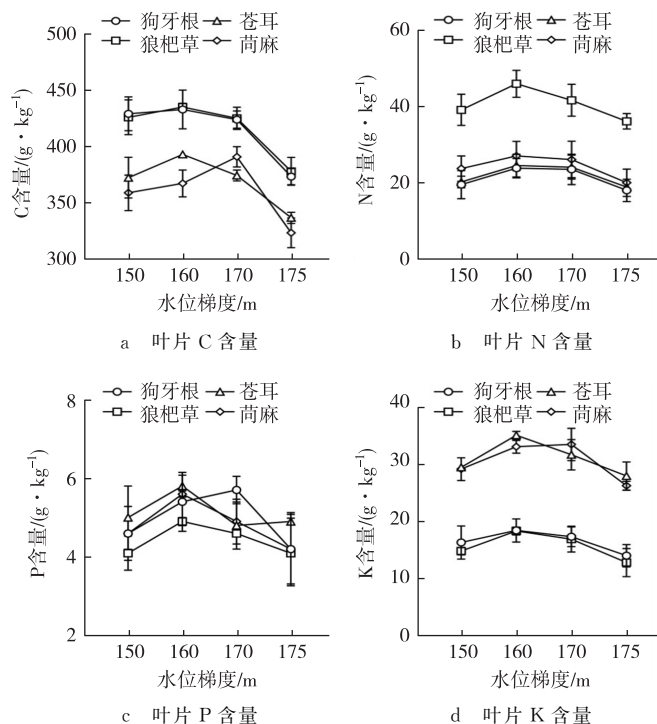 狗牙根 苍耳
狼杷草 苘麻
C含量/(g·kg⁻¹)
500
450
400
350
300
150 160 170 175
水位梯度/m
a 叶片 C 含量
狗牙根 苍耳
狼杷草 苘麻
N含量/(g·kg⁻¹)
60
40
20
0
150 160 170 175
水位梯度/m
b 叶片 N 含量
狗牙根 苍耳
狼杷草 苘麻
P含量/(g·kg⁻¹)
8
6
4
2
150 160 170 175
水位梯度/m
c 叶片 P 含量
狗牙根 苍耳
狼杷草 苘麻
K含量/(g·kg⁻¹)
40
30
20
10
0
150 160 170 175
水位梯度/m
d 叶片 K 含量